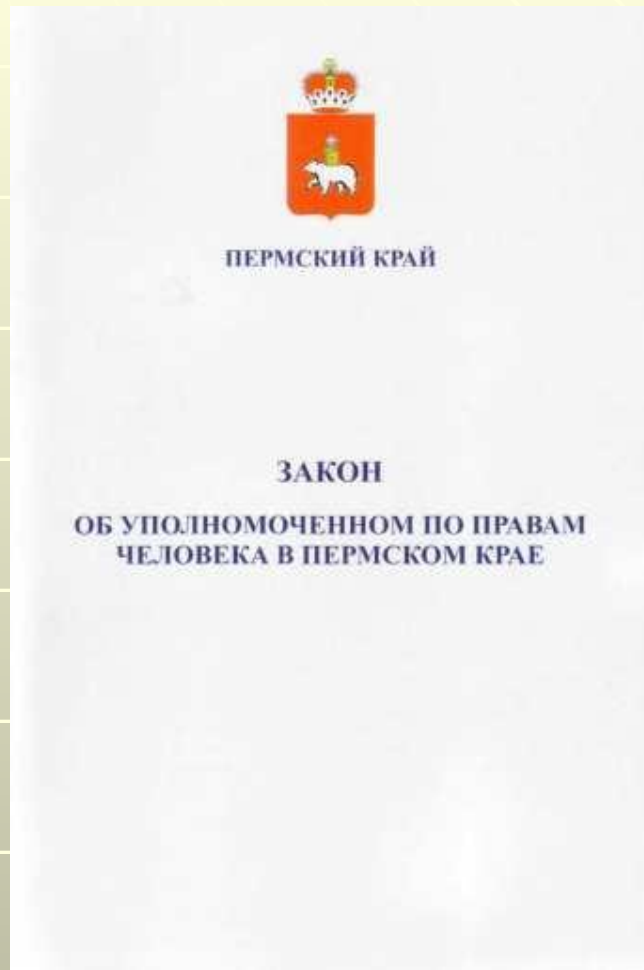 ПЕРМСКИЙ КРАЙ
ЗАКОН
ОБ УПОЛНОМОЧЕННОМ ПО ПРАВАМ
ЧЕЛОВЕКА В ПЕРМСКОМ КРАЕ